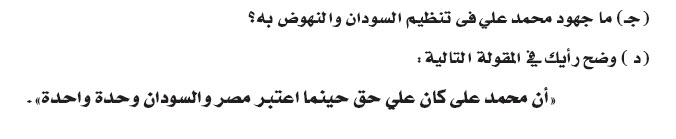 (جـ) ما جهود محمد علي فى تنظيم السودان والنهوض به؟
(د) وضح رأيك في المقولة التالية :
«أن محمد على كان علي حق حينما اعتبر مصر والسودان وحدة واحدة».